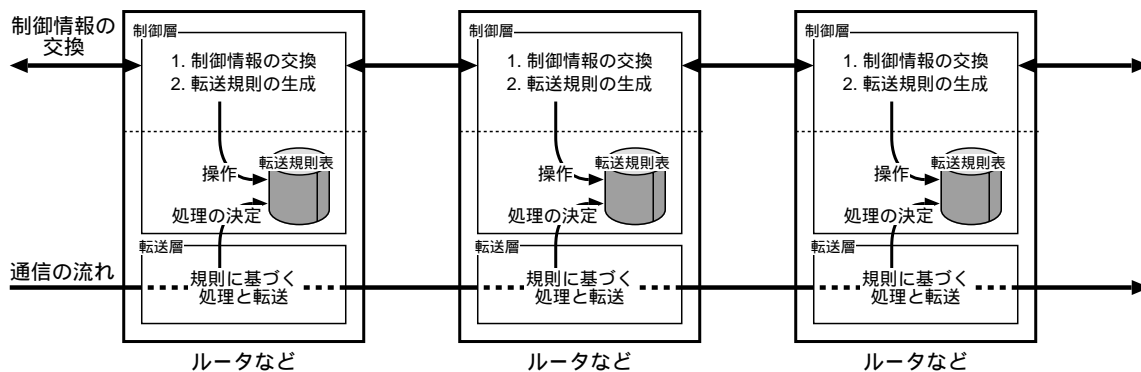 制御情報の
交換
制御層
1. 制御情報の交換
2. 転送規則の生成
転送規則表
操作
処理の決定
転送層
通信の流れ
規則に基づく
処理と転送
ルータなど
制御層
1. 制御情報の交換
2. 転送規則の生成
転送規則表
操作
処理の決定
転送層
規則に基づく
処理と転送
ルータなど
制御層
1. 制御情報の交換
2. 転送規則の生成
転送規則表
操作
処理の決定
転送層
規則に基づく
処理と転送
ルータなど